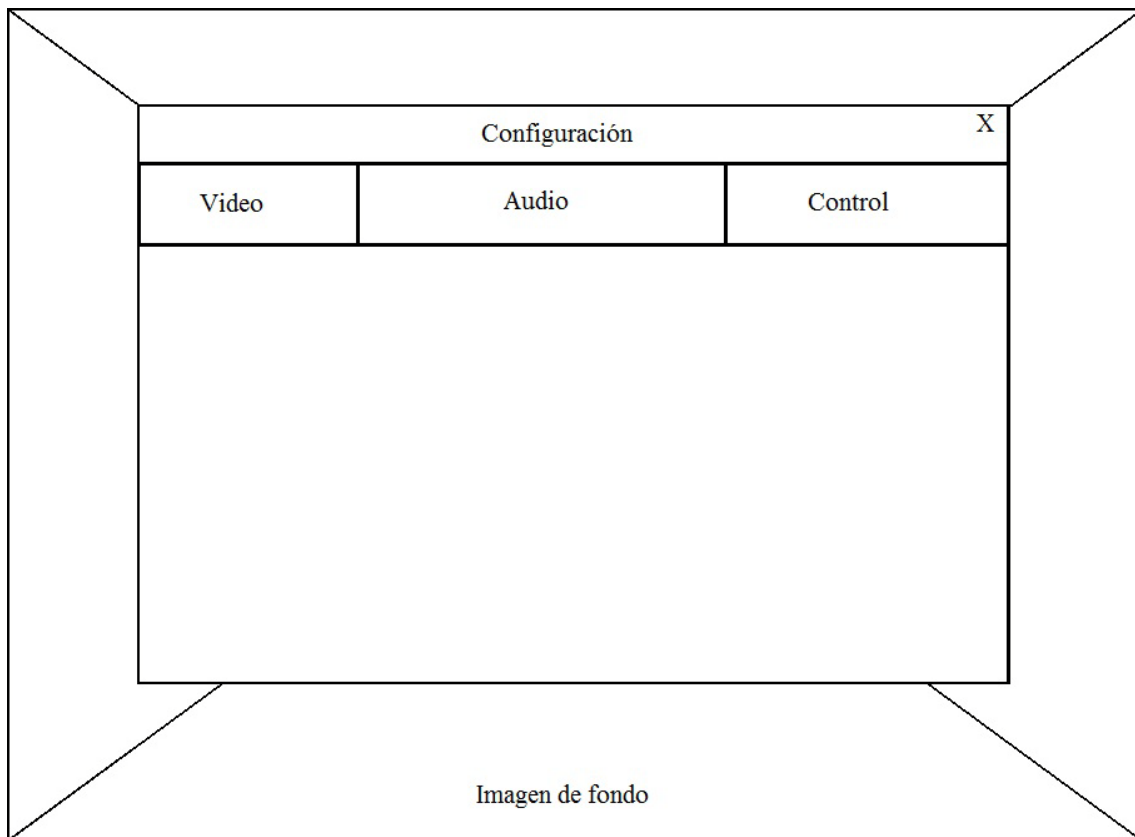 Configuración
X
Video
Audio
Control
Imagen de fondo